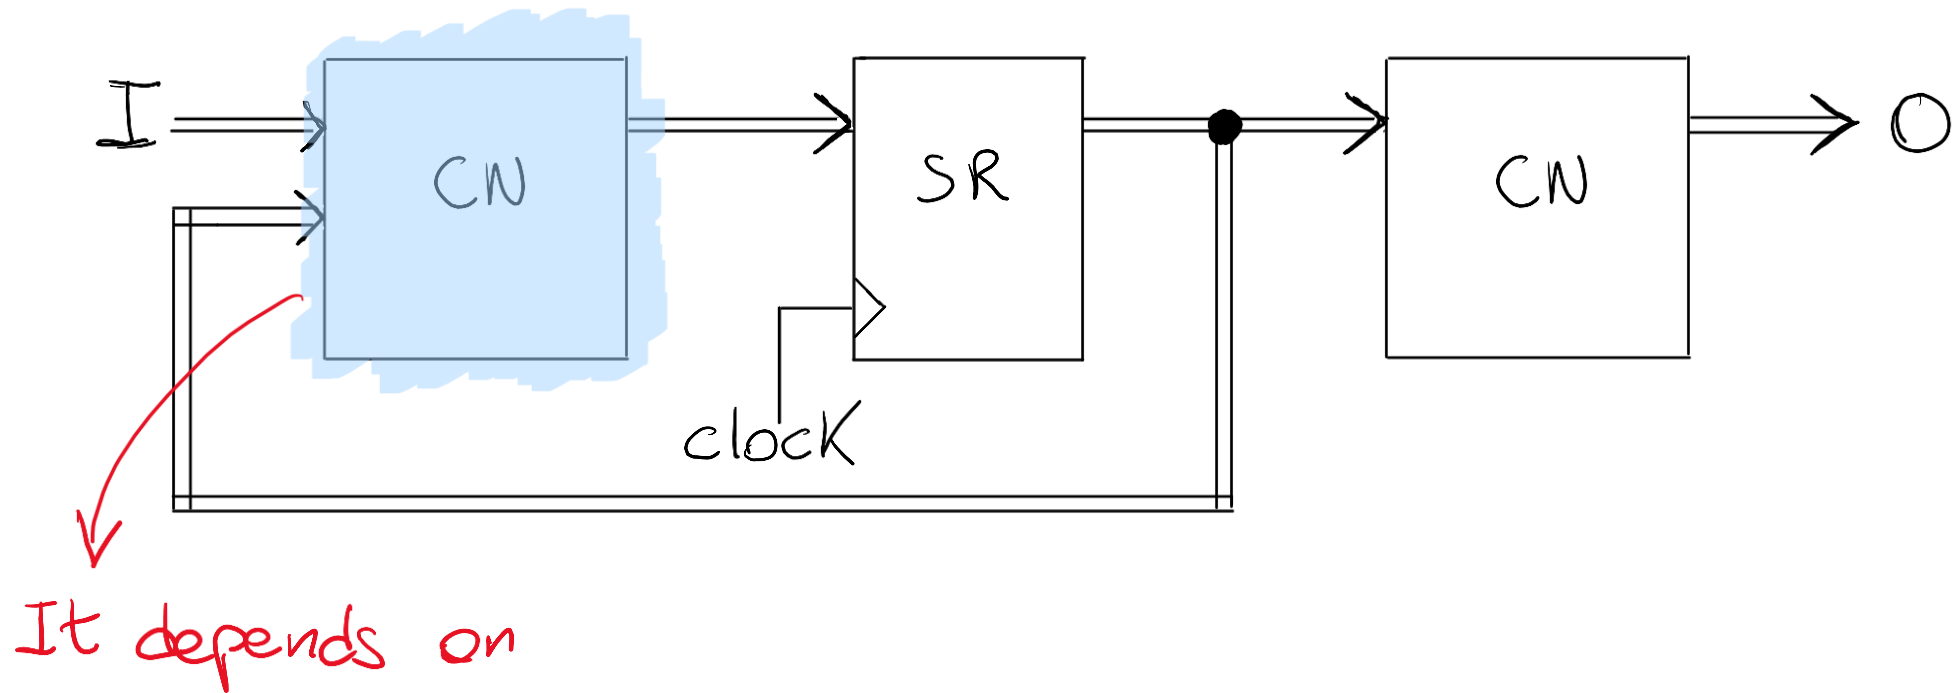 I
CN
SR
CN
O
clock
It depends on